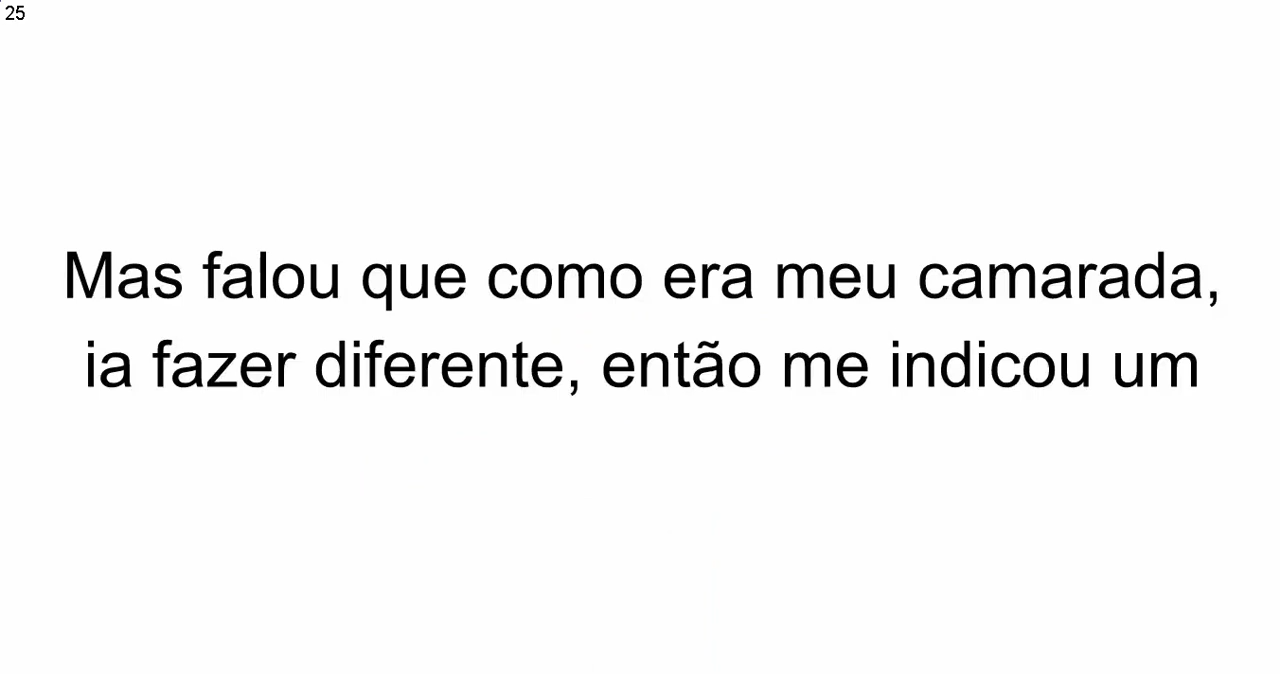 25
Mas falou que como era meu camarada,
ia fazer diferente, então me indicou um